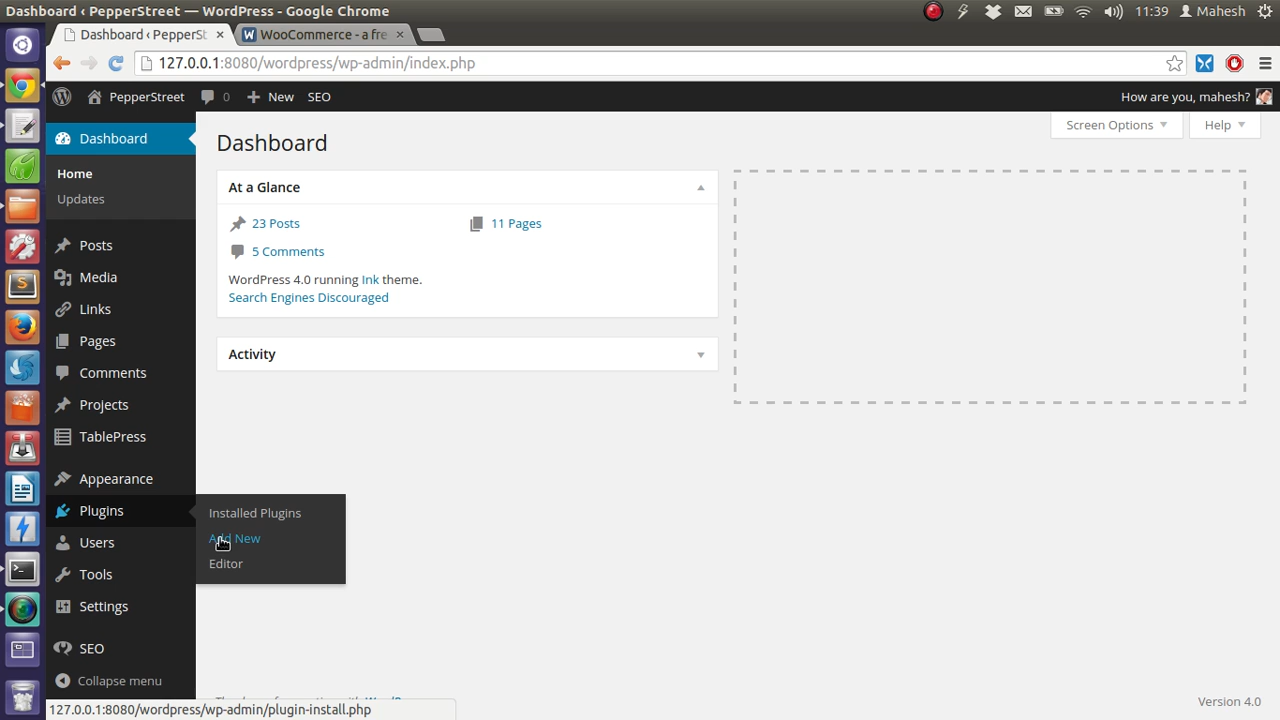 Dashboard ‹ PepperStreet — WordPress - Google Chrome
11:39
Mahesh
Dashboard ‹ PepperSt
WooCommerce - a fre
127.0.0.1:8080/wordpress/wp-admin/index.php
PepperStreet
0
New
SEO
How are you, mahesh?
Dashboard
Home
Updates
Posts
Media
Links
Pages
Comments
Projects
TablePress
Appearance
Plugins
Users
Tools
Settings
SEO
Collapse menu
Installed Plugins
Add New
Editor
Screen Options
Help
Dashboard
At a Glance
23 Posts
11 Pages
5 Comments
WordPress 4.0 running Ink theme.
Search Engines Discouraged
Activity
Version 4.0
127.0.0.1:8080/wordpress/wp-admin/plugin-install.php